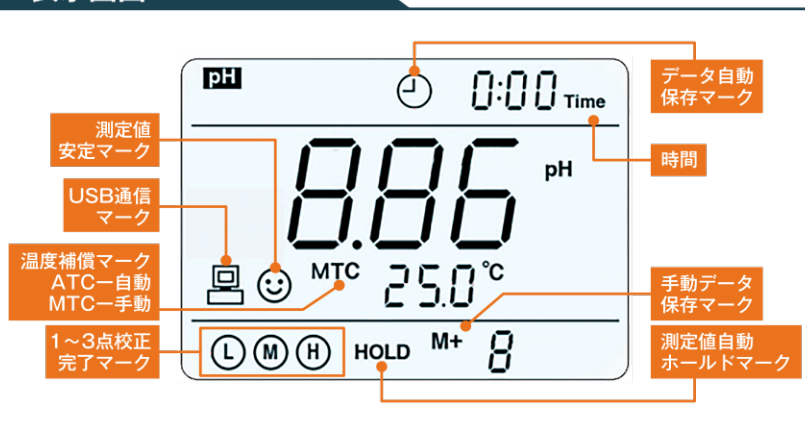 pH
0:00 Time
データ自動
保存マーク
測定値
安定マーク
8.86 pH
時間
USB通信
マーク
温度補償マーク
ATCー自動
MTCー手動
MTC 25.0℃
手動データ
保存マーク
1～3点校正
完了マーク
L M H HOLD M+ 8
測定値自動
ホールドマーク